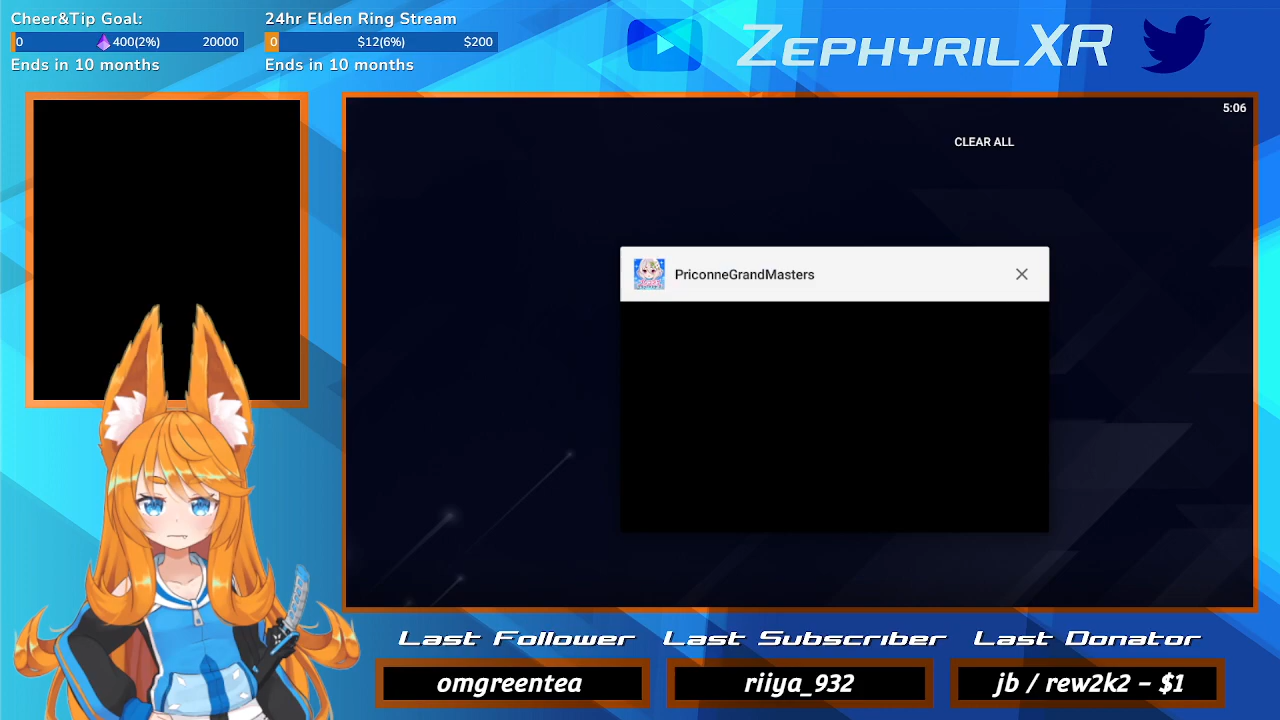 Cheer&Tip Goal:
0 400(2%) 20000
Ends in 10 months
24hr Elden Ring Stream
0 $12(6%) $200
Ends in 10 months
ZephyrilXR
5:06
CLEAR ALL
PriconneGrandMasters
Last Follower
omgreentea
Last Subscriber
riiya_932
Last Donator
jb / rew2k2 – $1